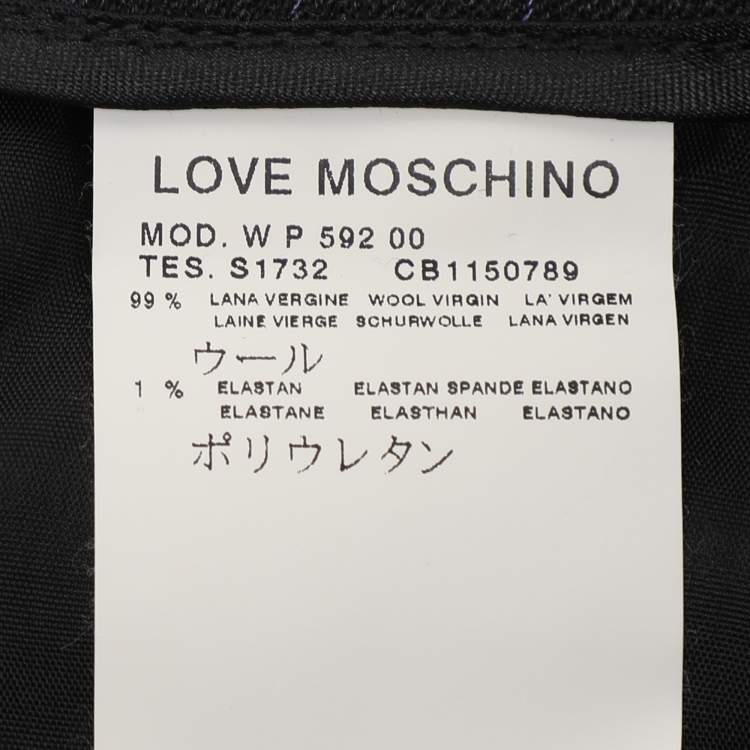 LOVE MOSCHINO
MOD. W P 592 00
TES. S1732 CB1150789
99 % LANA VERGINE WOOL VIRGIN LA' VIRGEM
LAINE VIERGE SCHURWOLLE LANA VIRGEN
ウール
1 % ELASTAN ELASTAN SPANDE ELASTANO
ELASTANE ELASTHAN ELASTANO
ポリウレタン